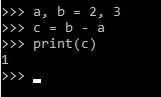 >>> a, b = 2, 3
>>> c = b - a
>>> print(c)
1
>>>